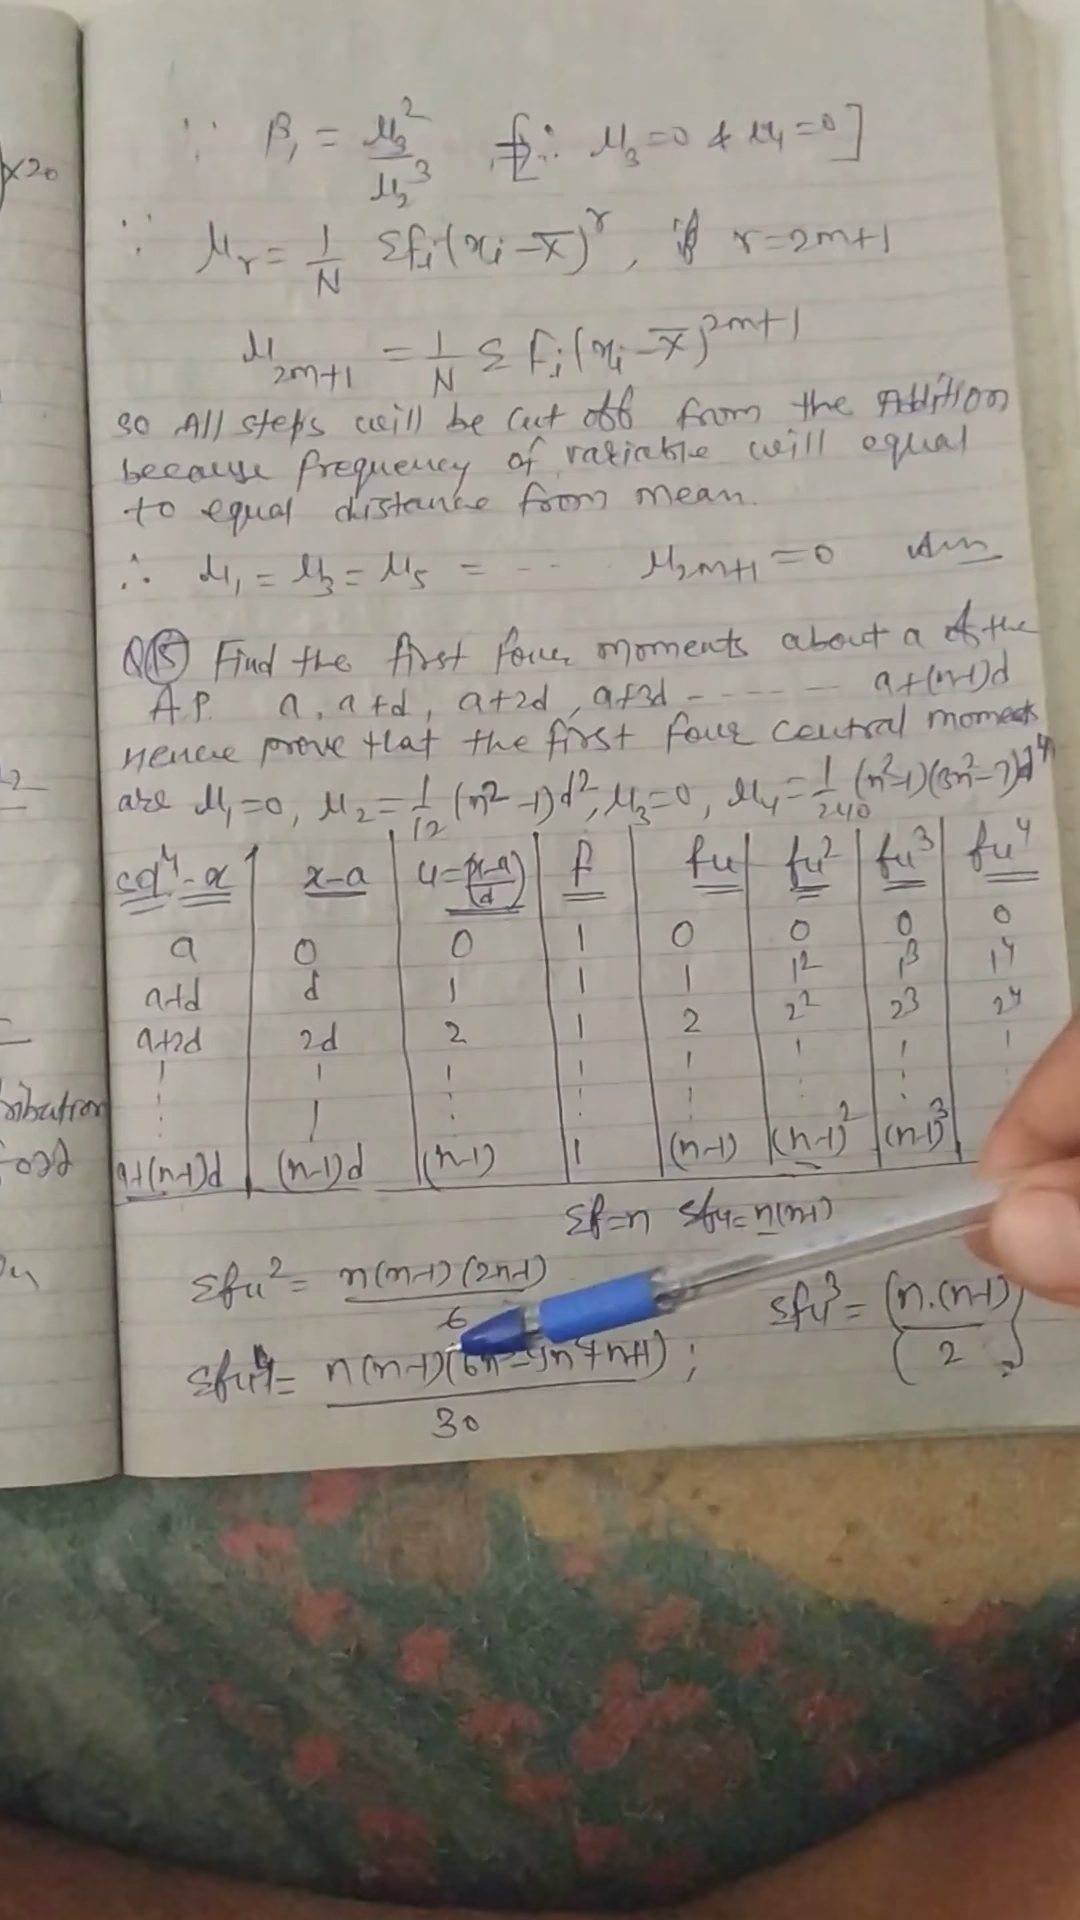 ×20
∵ β₁ = μ₃²/μ₂³ [∵ μ₃=0 & μ₁=0]
∵ μᵣ = 1/N Σfᵢ(xᵢ-x̄)ʳ, if r=2m+1
μ₂ₘ₊₁ = 1/N Σ fᵢ(xᵢ-x̄)²ᵐ⁺¹
so All steps will be cut off from the Addition
because frequency of variable will equal
to equal distance from mean.
∴ μ₁ = μ₃ = μ₅ = --- μ₂ₘ₊₁ = 0 Ans
Q(15) Find the first four moments about a of the
A.P. a, a+d, a+2d, a+3d ------ a+(n-1)d
Hence prove that the first four central moments
are μ₁=0, μ₂=1/12 (n²-1)d², μ₃=0, μ₄=1/240 (n²-1)(3n²-7)d⁴
x x-a u=(x-a)/d f fu fu² fu³ fu⁴
a 0 0 1 0 0 0 0
a+d d 1 1 1 1² 1³ 1⁴
a+2d 2d 2 1 2 2² 2³ 2⁴
a+(n-1)d (n-1)d (n-1) 1 (n-1) (n-1)² (n-1)³
Σf=n Σfu=
Σfu² = n(n-1)(2n-1)/6
Σfu³ = {n.(n-1)/2}
Σfu⁴ = n(n-1)( )/30 ;